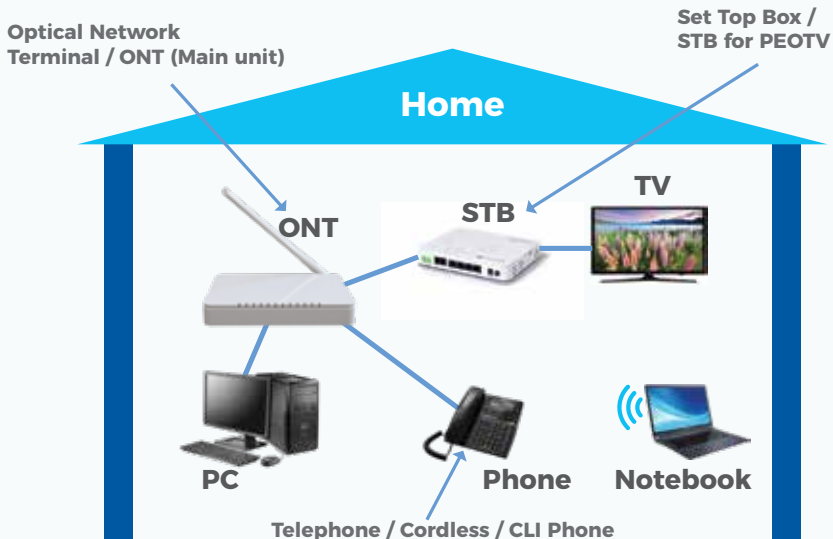 Optical Network
Terminal / ONT (Main unit)
Set Top Box /
STB for PEOTV
Home
ONT
STB
TV
PC
Phone
Notebook
Telephone / Cordless / CLI Phone